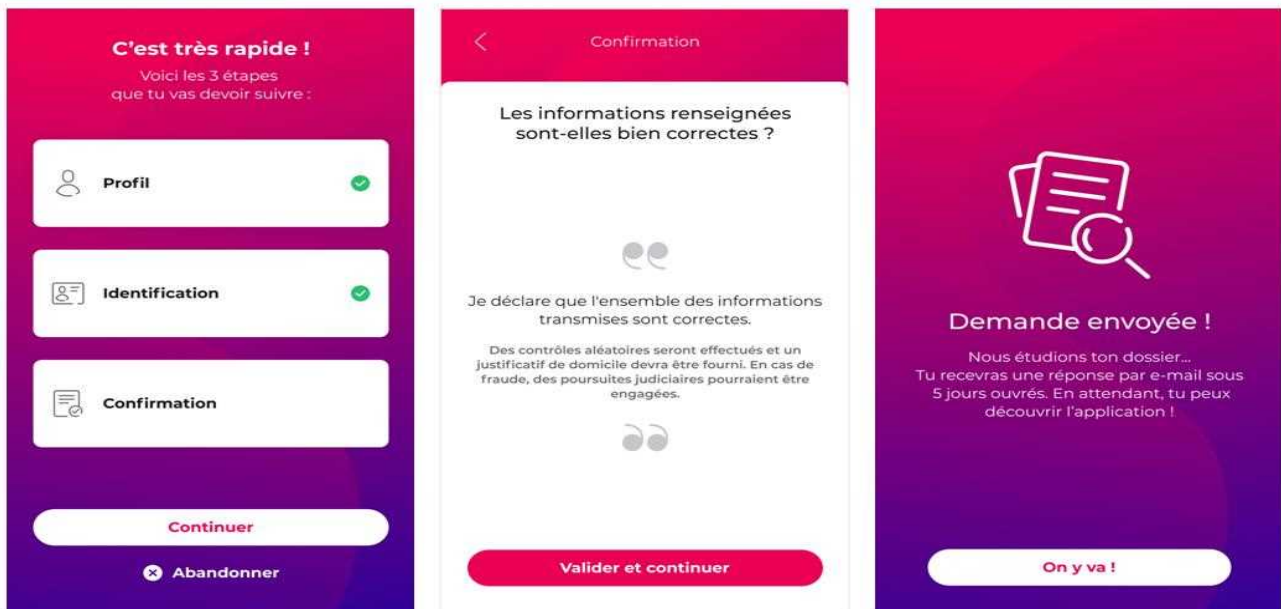 C'est très rapide !
Voici les 3 étapes
que tu vas devoir suivre :
Profil
Identification
Confirmation
Continuer
Abandonner
Confirmation
Les informations renseignées
sont-elles bien correctes ?
Je déclare que l'ensemble des informations
transmises sont correctes.
Des contrôles aléatoires seront effectués et un
justificatif de domicile devra être fourni. En cas de
fraude, des poursuites judiciaires pourraient être
engagées.
Valider et continuer
Demande envoyée !
Nous étudions ton dossier...
Tu recevras une réponse par e-mail sous
5 jours ouvrés. En attendant, tu peux
découvrir l'application !
On y va !